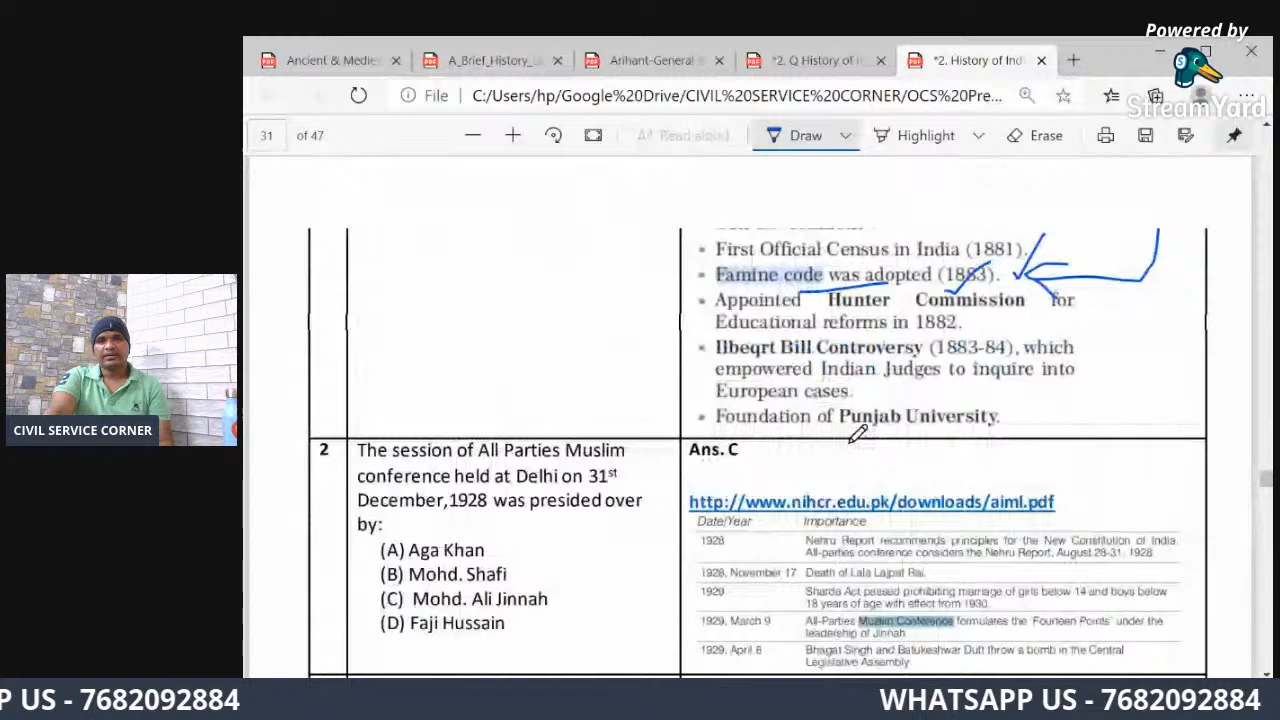 Powered by
StreamYard
Ancient & Medie
A_Brief_History_
Arihant-General
*2. Q History of I
*2. History of Ind
File C:/Users/hp/Google%20Drive/CIVIL%20SERVICE%20CORNER/OCS%20Pre...
31 of 47
Read aloud
Draw
Highlight
Erase
First Official Census in India (1881).
Famine code was adopted (1883).
Appointed Hunter Commission for
Educational reforms in 1882.
Ilbeqrt Bill Controversy (1883-84), which
empowered Indian Judges to inquire into
European cases.
Foundation of Punjab University.
2
The session of All Parties Muslim
conference held at Delhi on 31st
December,1928 was presided over
by:
(A) Aga Khan
(B) Mohd. Shafi
(C) Mohd. Ali Jinnah
(D) Faji Hussain
Ans. C
http://www.nihcr.edu.pk/downloads/aiml.pdf
Date/Year Importance
1928 Nehru Report recommends principles for the New Constitution of India.
All-parties conference considers the Nehru Report, August 28-31, 1928
1928, November 17 Death of Lala Lajpat Rai.
1929 Sharda Act passed prohibiting marriage of girls below 14 and boys below
18 years of age with effect from 1930.
1929, March 9 All-Parties Muslim Conference formulates the 'Fourteen Points' under the
leadership of Jinnah
1929, April 8 Bhagat Singh and Batukeshwar Dutt throw a bomb in the Central
Legislative Assembly
CIVIL SERVICE CORNER
P US - 7682092884
WHATSAPP US - 7682092884